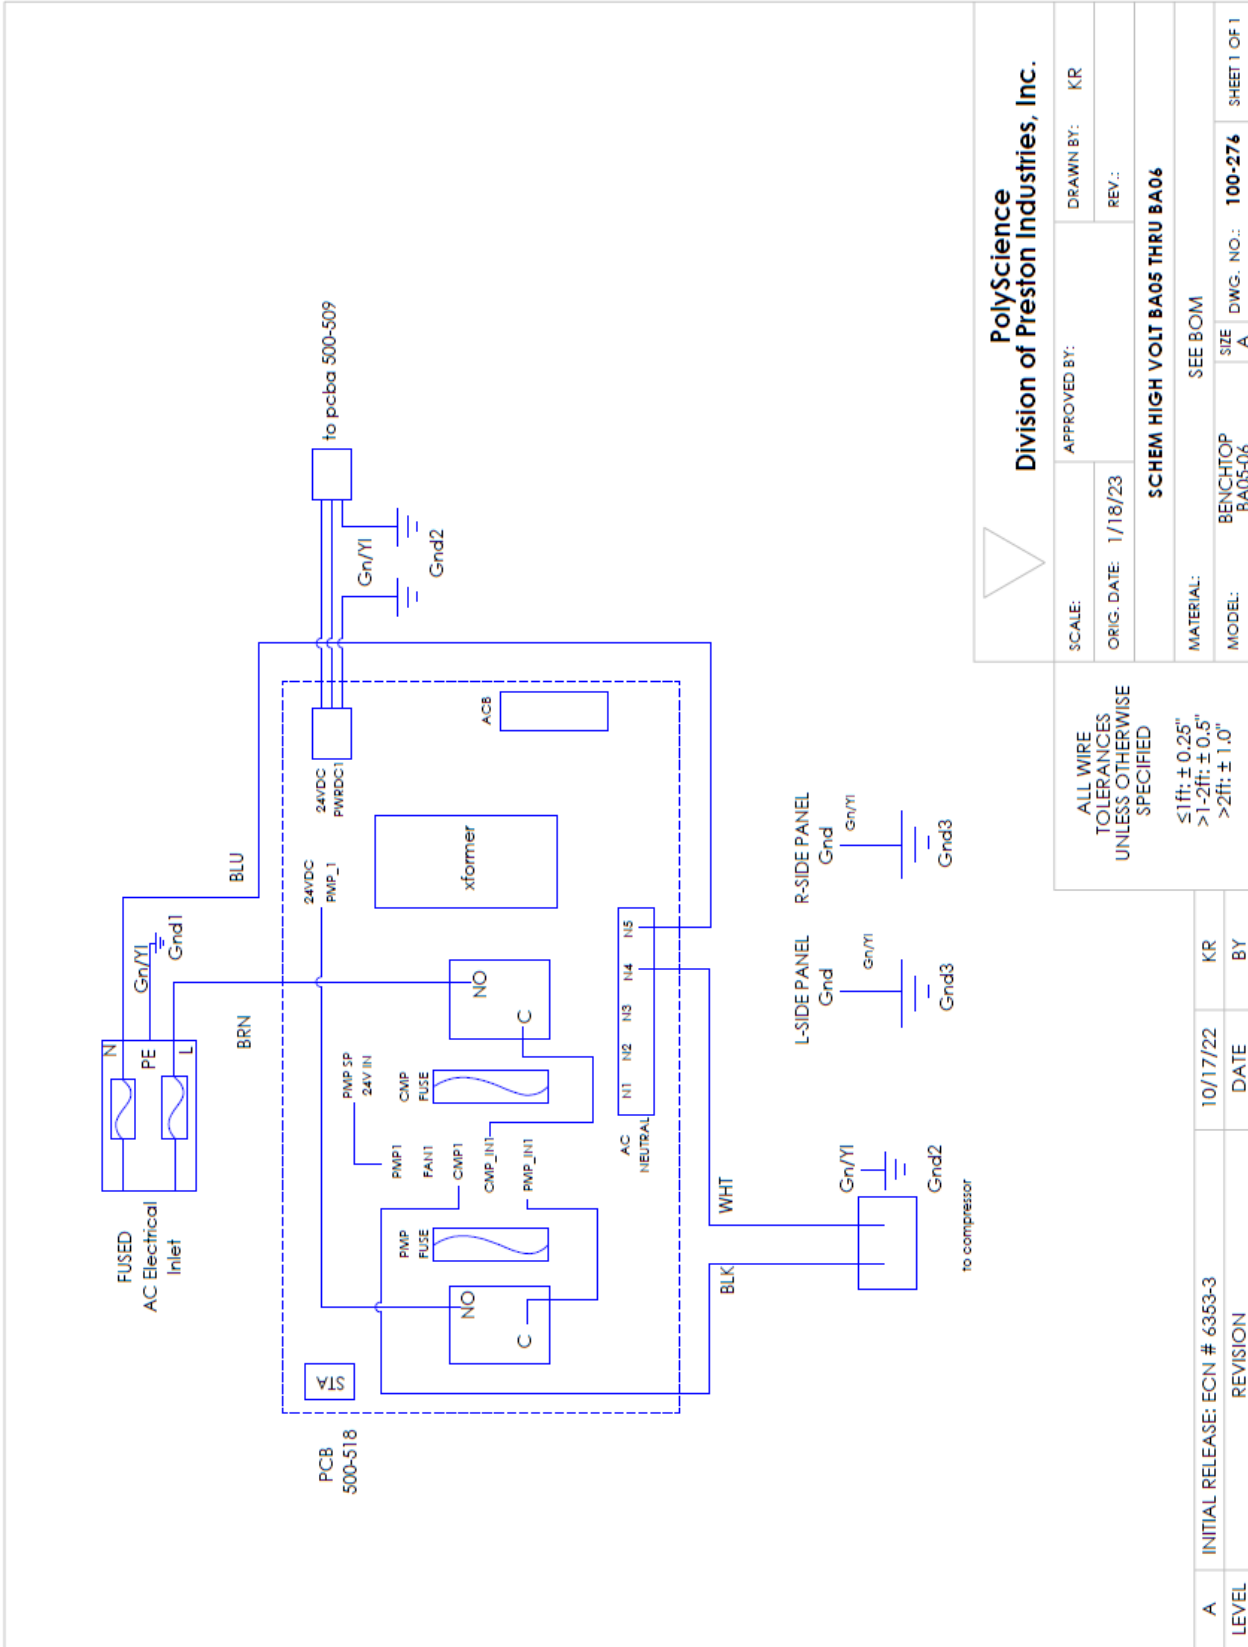 FUSED
AC Electrical
Inlet
N
PE
L
Gn/Yl
Gnd1
BLU
BRN
PCB
500-518
STA
PMP SP
24V IN
24VDC
PMP_1
24VDC
PWRDC1
to pcba 500-509
Gn/Yl
Gnd2
PMP
FUSE
PMP1
FAN1
CMP1
CMP_IN1
PMP_IN1
CMP
FUSE
NO
C
NO
C
xformer
ACB
AC
NEUTRAL
N1
N2
N3
N4
N5
BLK
WHT
Gn/Yl
Gnd2
to compressor
L-SIDE PANEL
Gnd
Gn/Yl
Gnd3
R-SIDE PANEL
Gnd
Gn/Yl
Gnd3
PolyScience
Division of Preston Industries, Inc.
SCALE:
APPROVED BY:
DRAWN BY: KR
ORIG. DATE: 1/18/23
REV.:
SCHEM HIGH VOLT BA05 THRU BA06
MATERIAL: SEE BOM
MODEL: BENCHTOP
BA05-06
SIZE
A
DWG. NO.: 100-276
SHEET 1 OF 1
ALL WIRE
TOLERANCES
UNLESS OTHERWISE
SPECIFIED
≤1ft: ± 0.25"
>1-2ft: ± 0.5"
>2ft: ± 1.0"
A INITIAL RELEASE: ECN # 6353-3 10/17/22 KR
LEVEL REVISION DATE BY